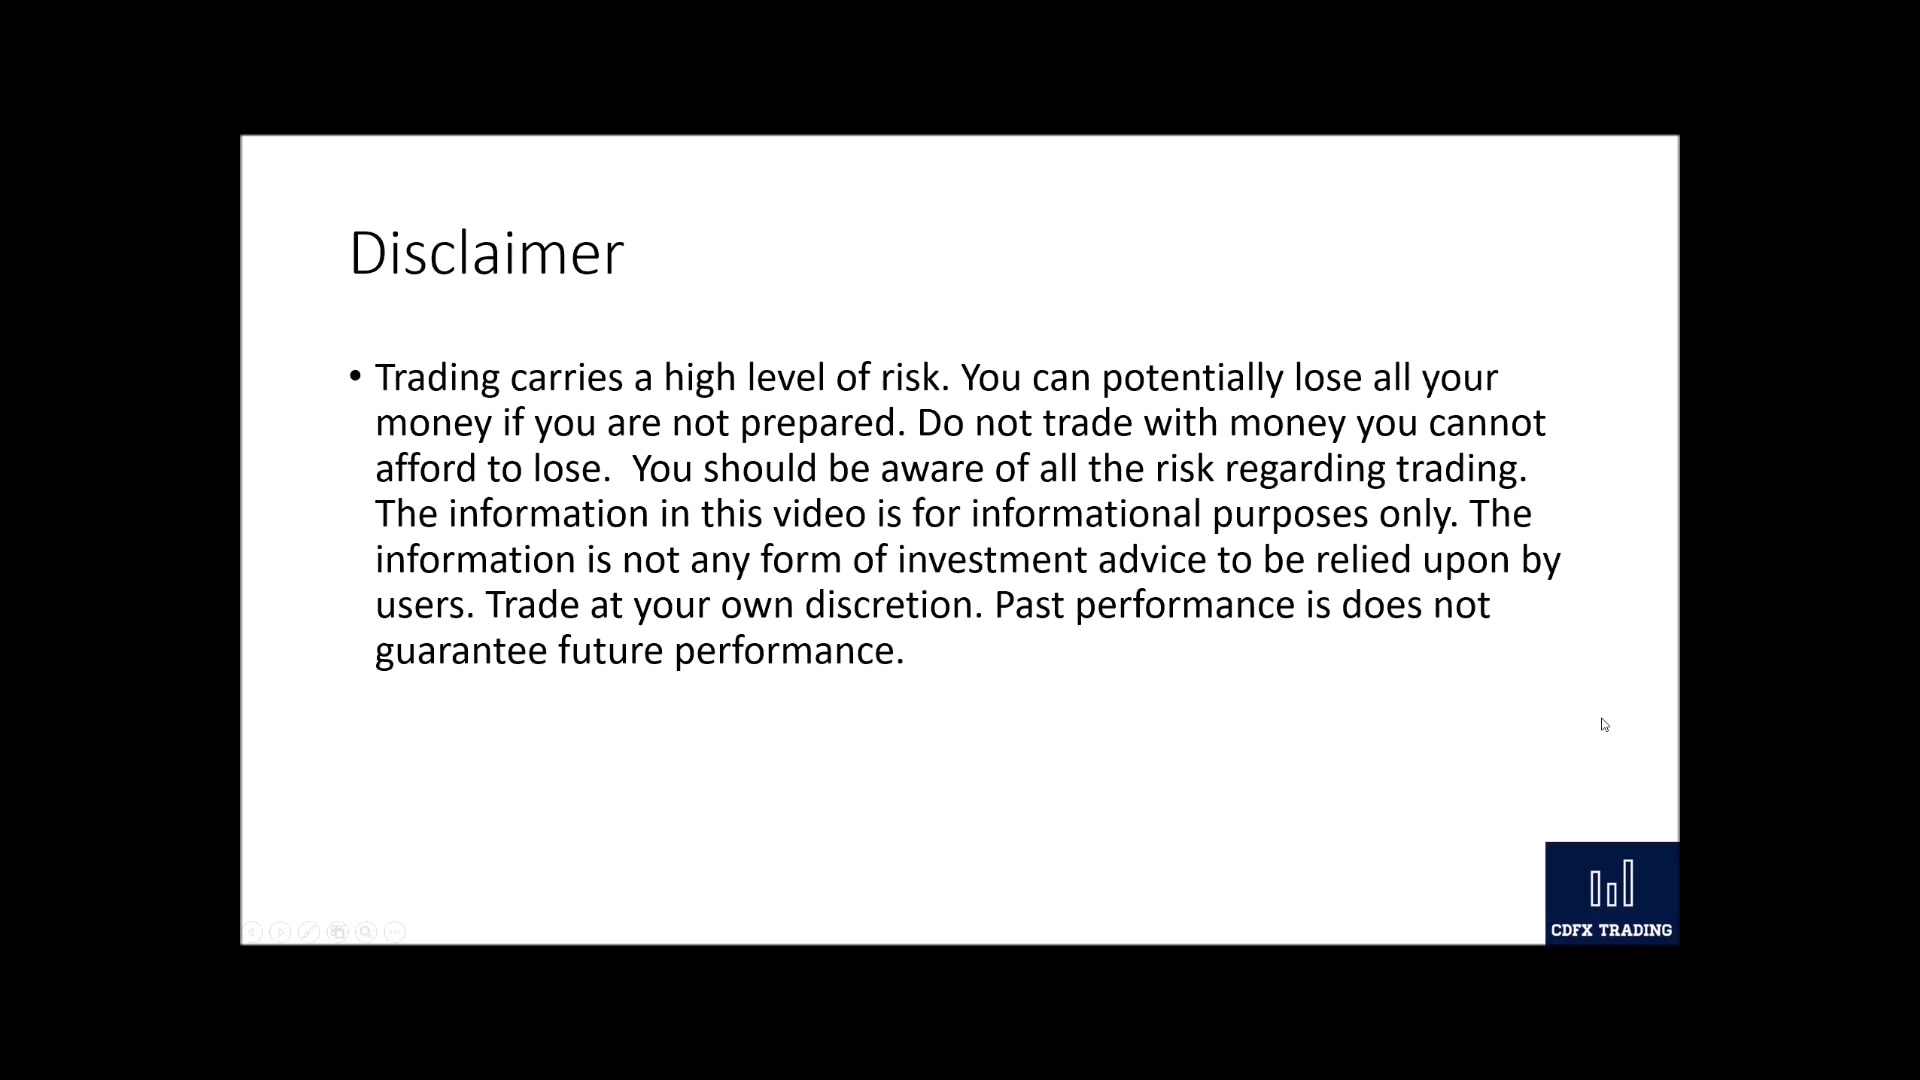 Disclaimer
• Trading carries a high level of risk. You can potentially lose all your
money if you are not prepared. Do not trade with money you cannot
afford to lose.  You should be aware of all the risk regarding trading.
The information in this video is for informational purposes only. The
information is not any form of investment advice to be relied upon by
users. Trade at your own discretion. Past performance is does not
guarantee future performance.
CDFX TRADING